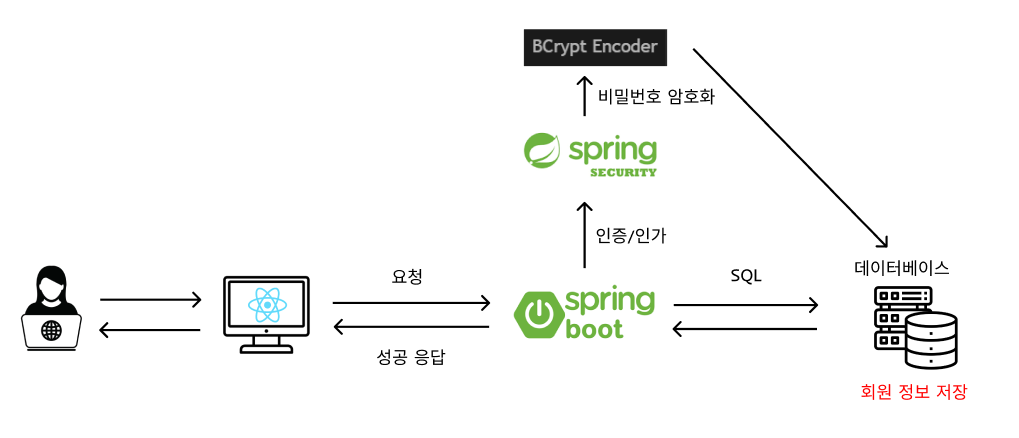 BCrypt Encoder
비밀번호 암호화
spring
SECURITY
인증/인가
데이터베이스
요청
SQL
spring
boot
성공 응답
회원 정보 저장